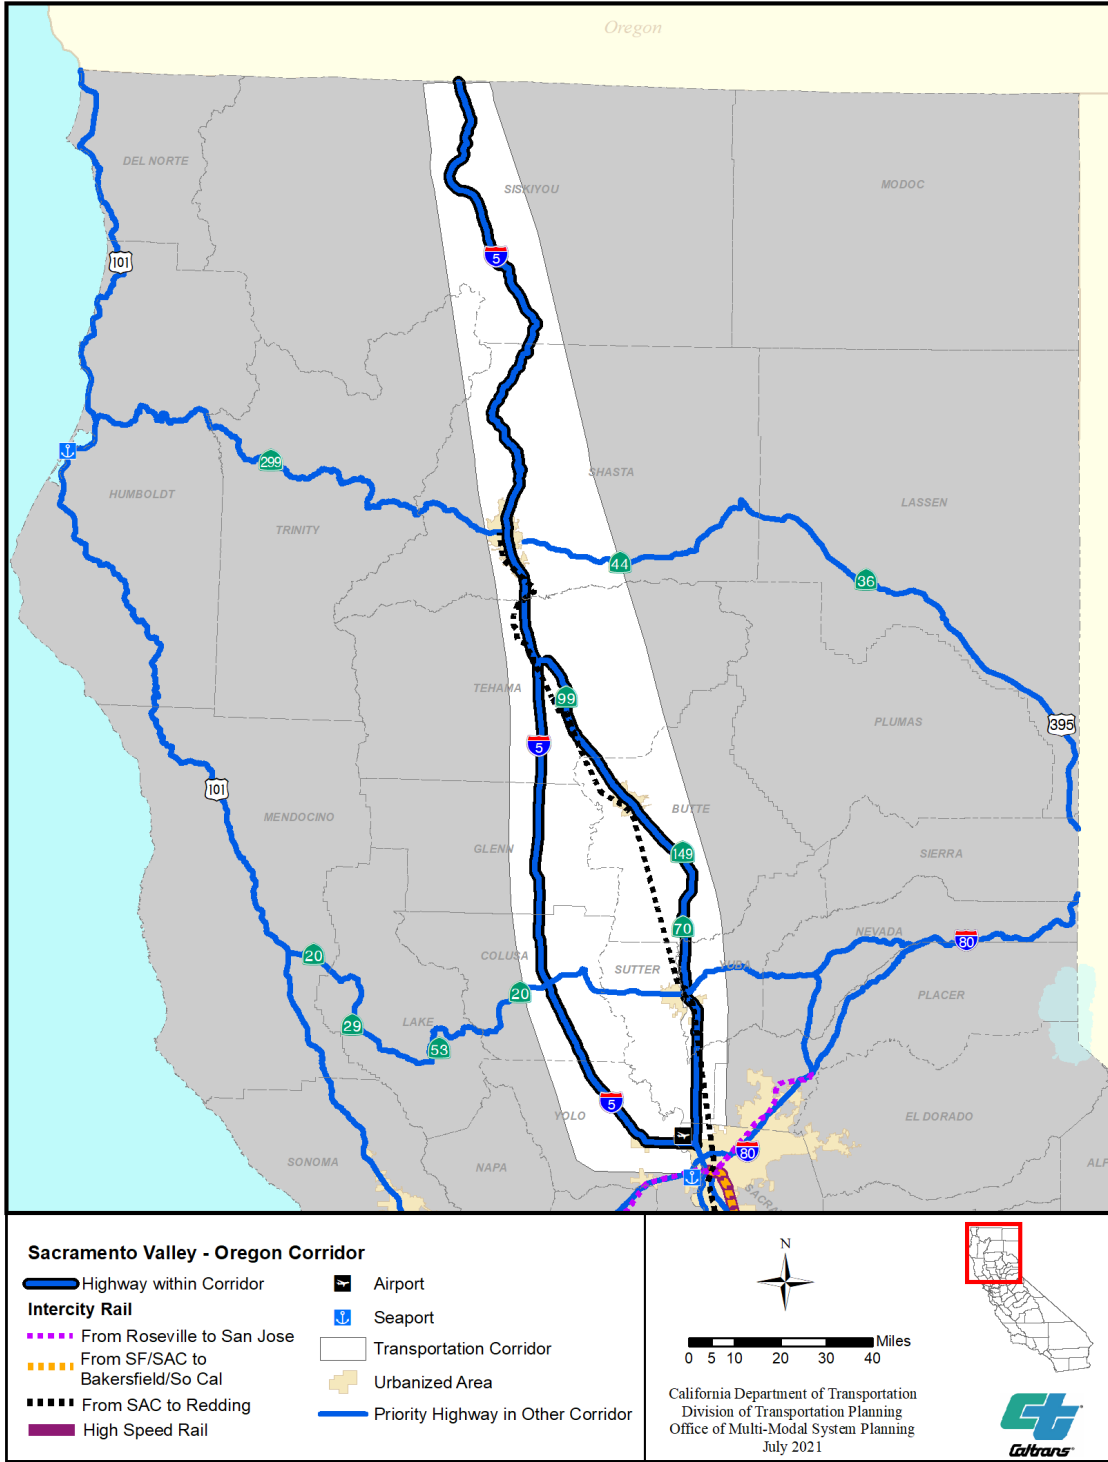 Oregon
DEL NORTE
SISKIYOU
MODOC
101
5
299
HUMBOLDT
TRINITY
SHASTA
LASSEN
44
36
TEHAMA
99
5
PLUMAS
395
101
MENDOCINO
BUTTE
149
GLENN
SIERRA
70
NEVADA
80
20
COLUSA
SUTTER
YUBA
20
PLACER
29
LAKE
53
5
YOLO
EL DORADO
80
SONOMA
NAPA
SACRA
ALP
Sacramento Valley - Oregon Corridor
Highway within Corridor
Intercity Rail
From Roseville to San Jose
From SF/SAC to
Bakersfield/So Cal
From SAC to Redding
High Speed Rail
Airport
Seaport
Transportation Corridor
Urbanized Area
Priority Highway in Other Corridor
N
Miles
0 5 10 20 30 40
California Department of Transportation
Division of Transportation Planning
Office of Multi-Modal System Planning
July 2021
ct
Caltrans